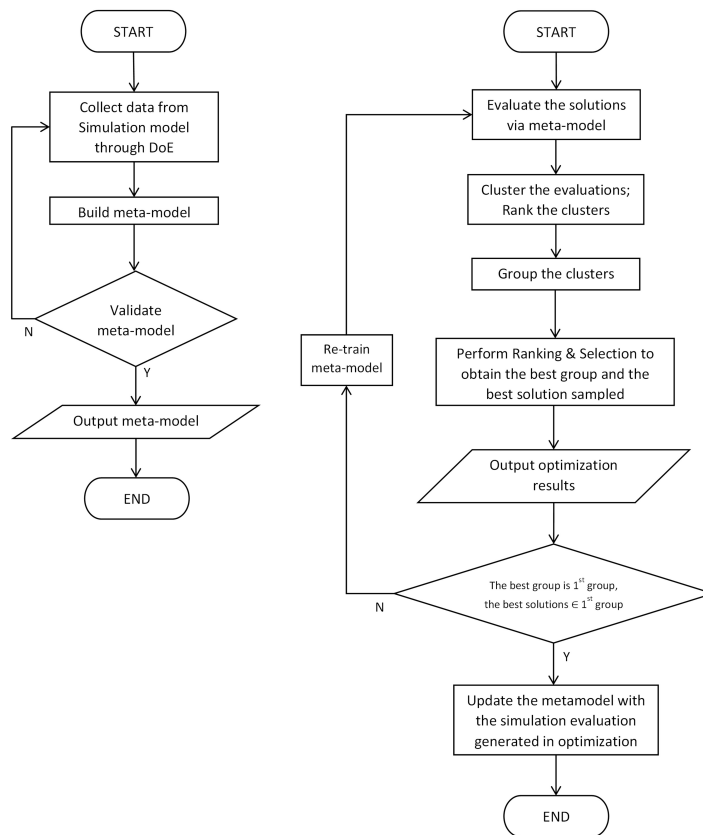 START
Collect data from
Simulation model
through DoE
Build meta-model
Validate
meta-model
N
Y
Output meta-model
END
START
Evaluate the solutions
via meta-model
Cluster the evaluations;
Rank the clusters
Group the clusters
Re-train
meta-model
Perform Ranking & Selection to
obtain the best group and the
best solution sampled
Output optimization
results
The best group is 1st group,
the best solutions ∈ 1st group
N
Y
Update the metamodel with
the simulation evaluation
generated in optimization
END